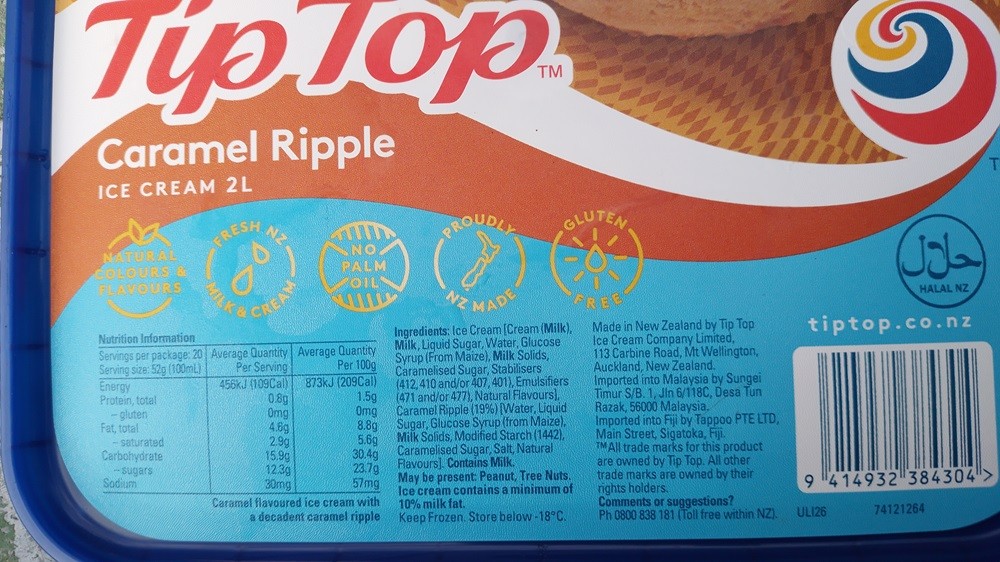 Tip Top™
Caramel Ripple
ICE CREAM 2L
NATURAL
COLOURS &
FLAVOURS
FRESH NZ
MILK & CREAM
NO
PALM
OIL
PROUDLY
NZ MADE
GLUTEN
FREE
حلال
HALAL NZ
tiptop.co.nz
Nutrition Information
Servings per package: 20
Serving size: 52g (100mL)
Average Quantity Per Serving
Average Quantity Per 100g
Energy 456kJ (109Cal) 873kJ (209Cal)
Protein, total 0.8g 1.5g
– gluten 0mg 0mg
Fat, total 4.6g 8.8g
– saturated 2.9g 5.6g
Carbohydrate 15.9g 30.4g
– sugars 12.3g 23.7g
Sodium 30mg 57mg
Caramel flavoured ice cream with
a decadent caramel ripple
Ingredients: Ice Cream [Cream (Milk),
Milk, Liquid Sugar, Water, Glucose
Syrup (From Maize), Milk Solids,
Caramelised Sugar, Stabilisers
(412, 410 and/or 407, 401), Emulsifiers
(471 and/or 477), Natural Flavours],
Caramel Ripple (19%) [Water, Liquid
Sugar, Glucose Syrup (from Maize),
Milk Solids, Modified Starch (1442),
Caramelised Sugar, Salt, Natural
Flavours]. Contains Milk.
May be present: Peanut, Tree Nuts.
Ice cream contains a minimum of
10% milk fat.
Keep Frozen. Store below -18°C.
Made in New Zealand by Tip Top
Ice Cream Company Limited,
113 Carbine Road, Mt Wellington,
Auckland, New Zealand.
Imported into Malaysia by Sungei
Timur S/B. 1, Jln 6/118C, Desa Tun
Razak, 56000 Malaysia.
Imported into Fiji by Tappoo PTE LTD,
Main Street, Sigatoka, Fiji.
™All trade marks for this product
are owned by Tip Top. All other
trade marks are owned by their
rights holders.
Comments or suggestions?
Ph 0800 838 181 (Toll free within NZ).
9 414932 384304 >
ULI26 74121264